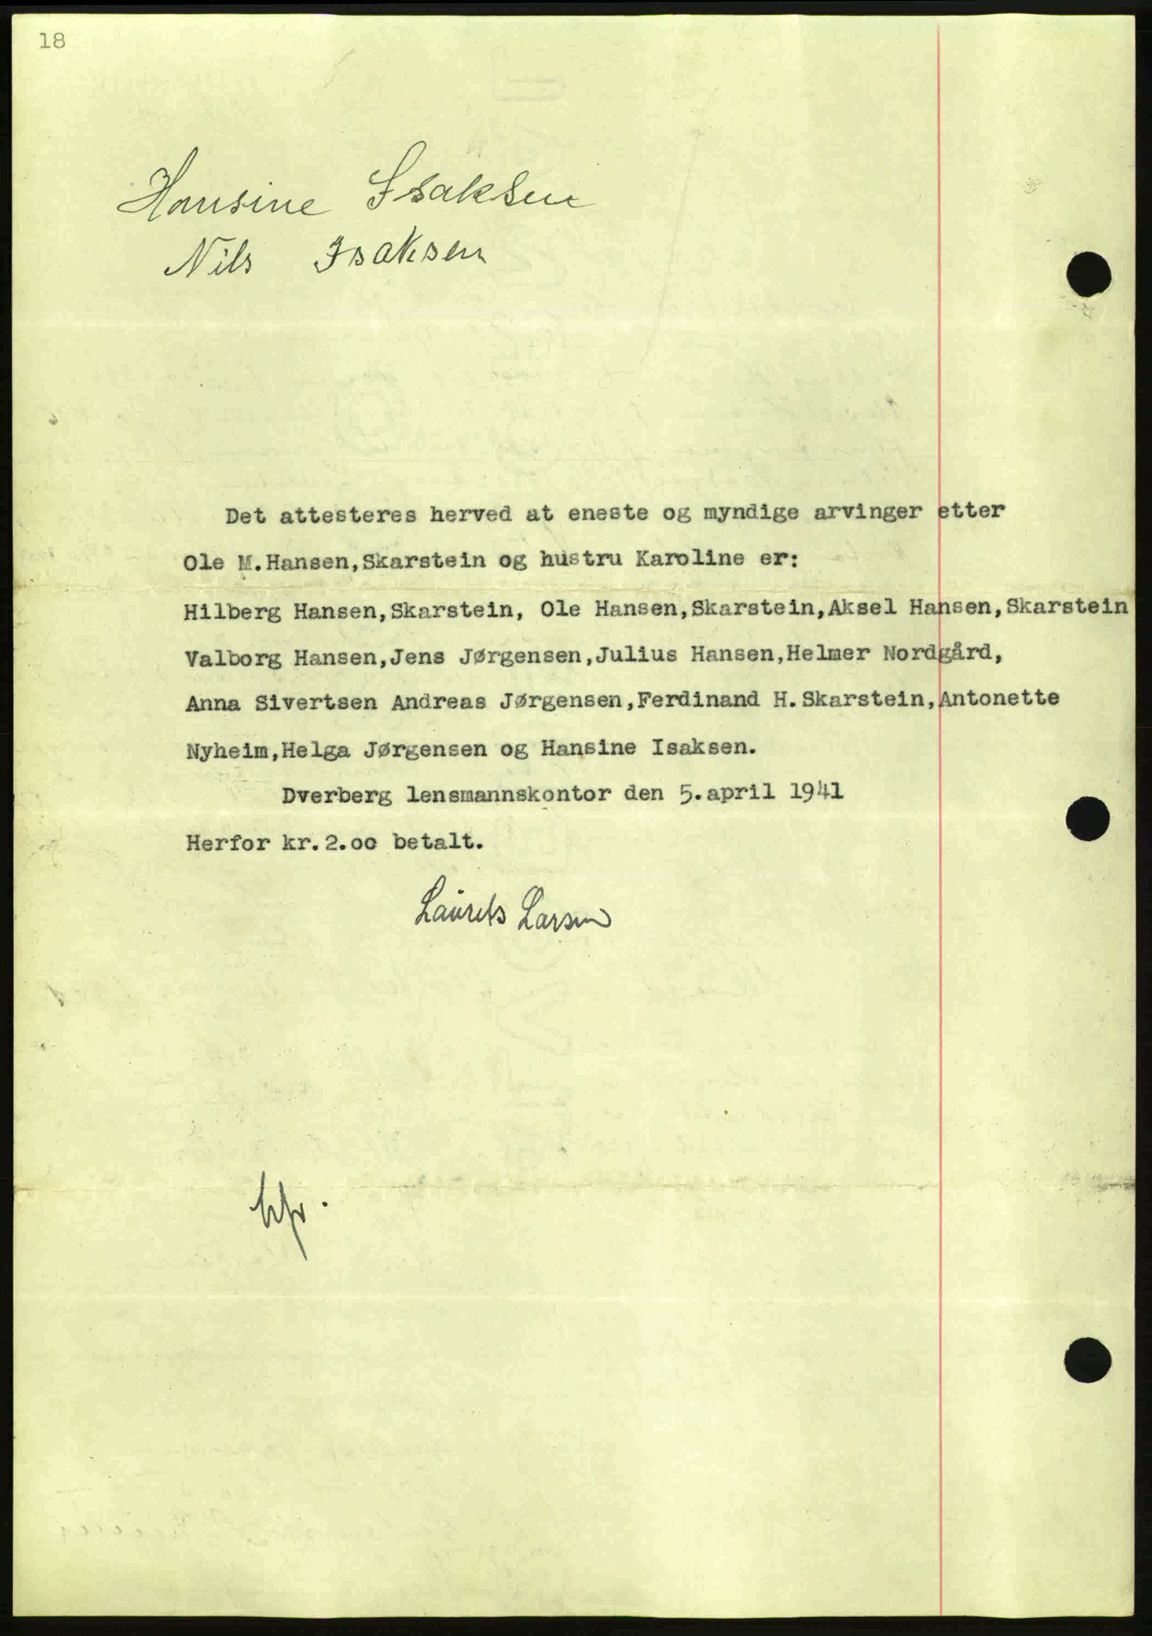 18
Hansine Isaksen
Nils Isaksen
Det attesteres herved at eneste og myndige arvinger etter
Ole M.Hansen,Skarstein og hustru Karoline er:
Hilberg Hansen,Skarstein, Ole Hansen,Skarstein,Aksel Hansen,Skarstein
Valborg Hansen,Jens Jørgensen,Julius Hansen,Helmer Nordgård,
Anna Sivertsen Andreas Jørgensen,Ferdinand H.Skarstein,Antonette
Nyheim,Helga Jørgensen og Hansine Isaksen.
Dverberg lensmannskontor den 5.april 1941
Herfor kr.2.oo betalt.
Laurits Larsen